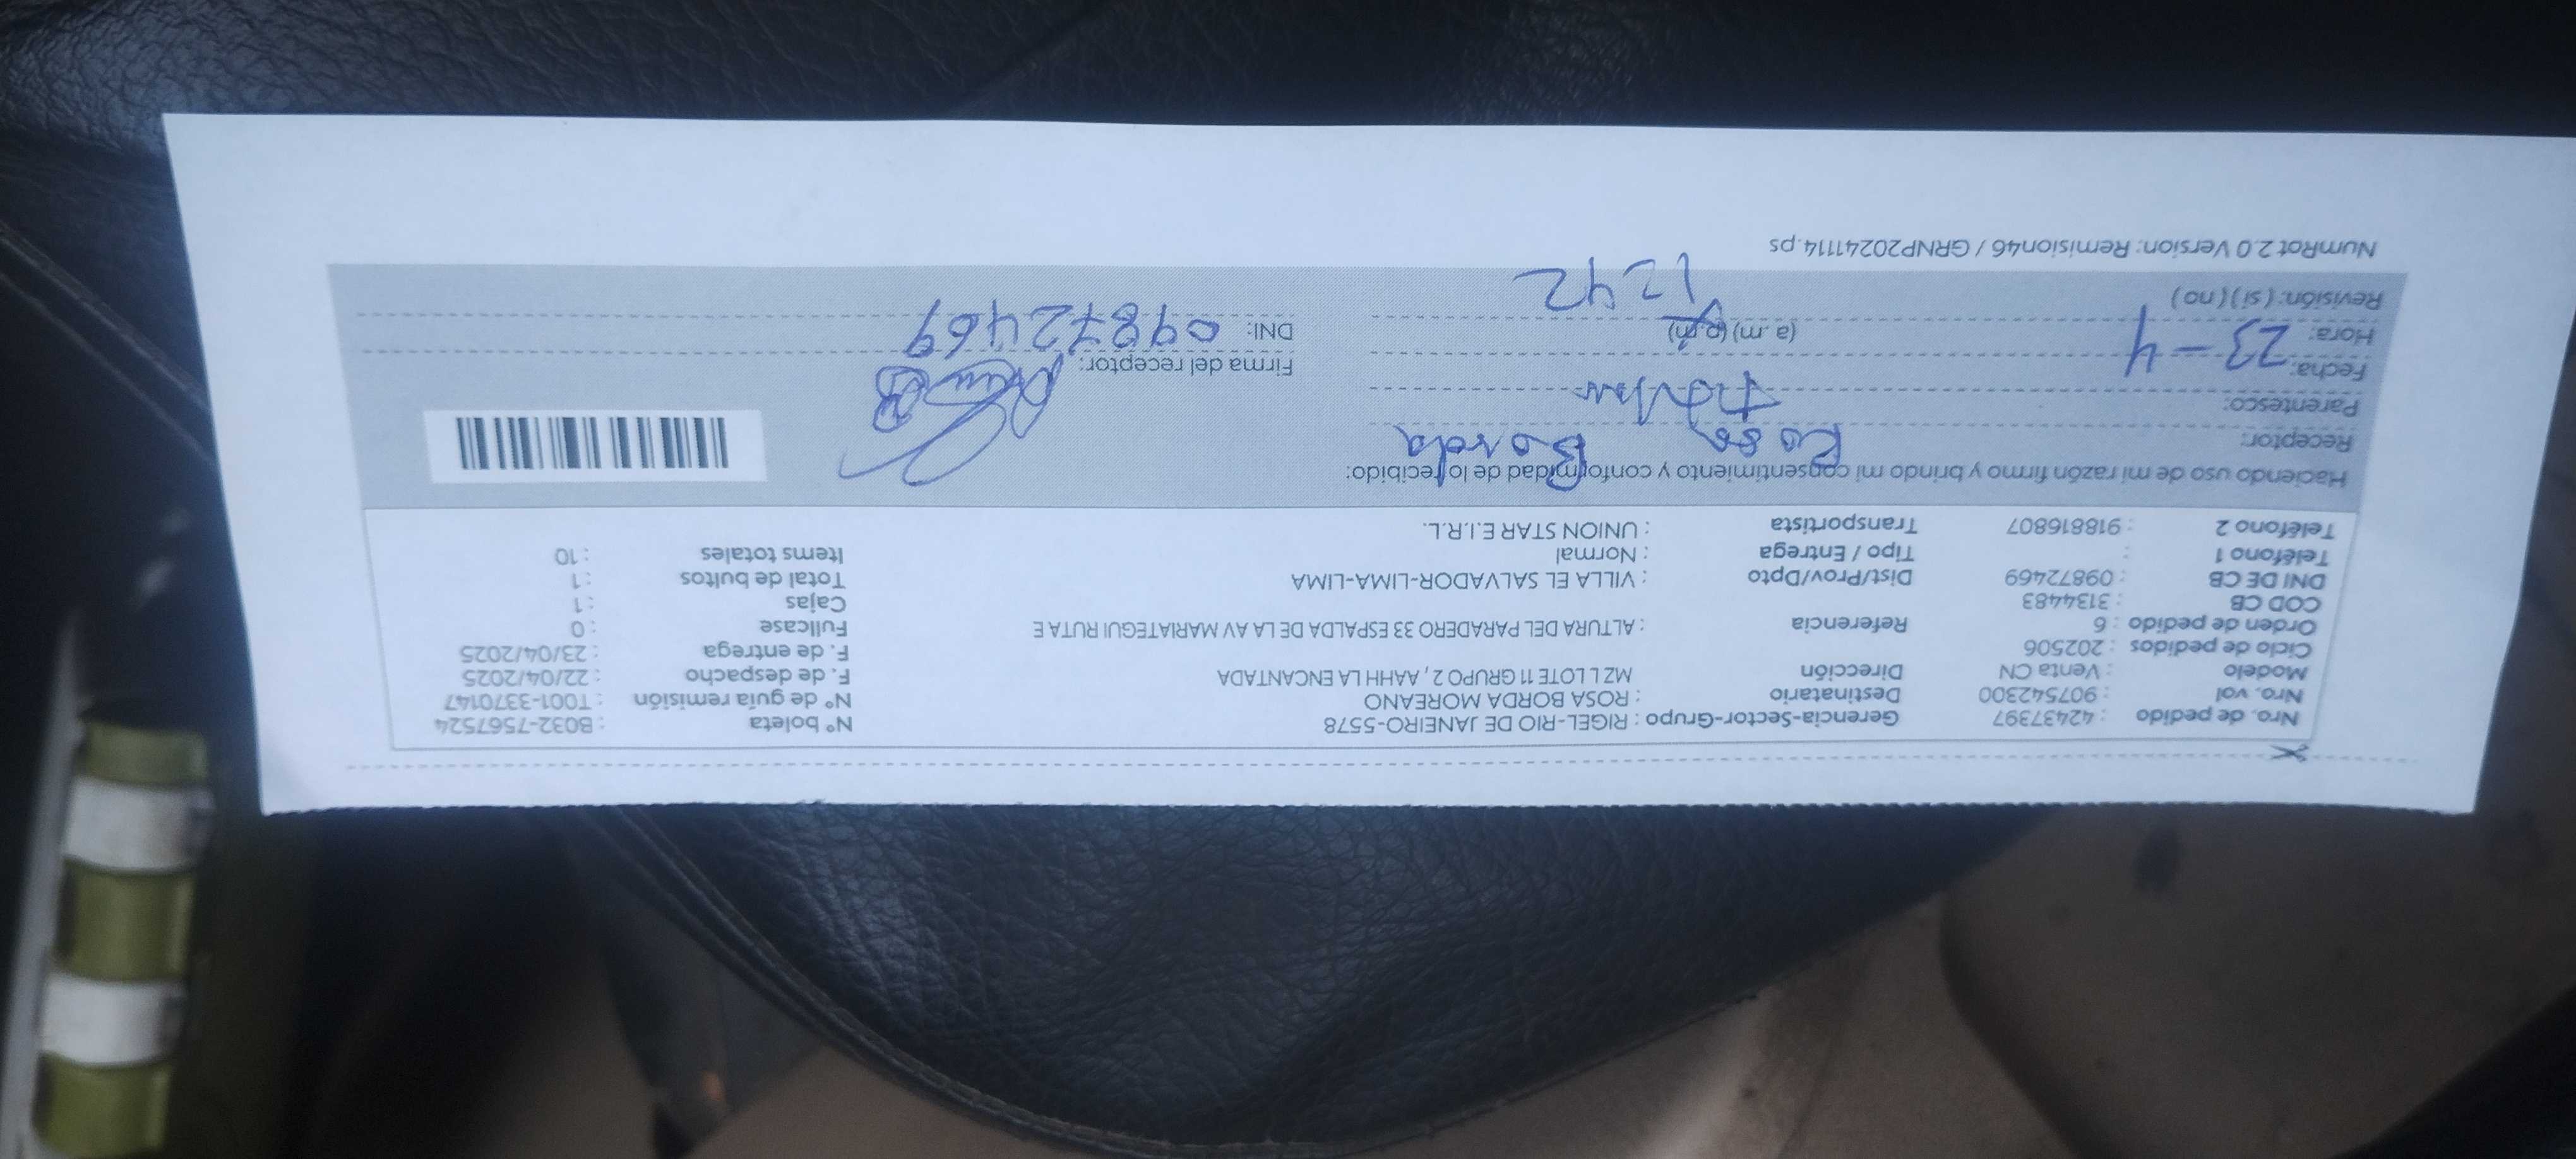 Nro. de pedido : 42437397 Gerencia-Sector-Grupo : RIGEL-RIO DE JANEIRO-5578 N° boleta : B032-7567524
Nro. vol : 907542300 Destinatario : ROSA BORDA MOREANO N° de guía remisión : T001-3370147
Modelo : Venta CN Dirección MZ L LOTE 11 GRUPO 2 , AAHH LA ENCANTADA F. de despacho : 22/04/2025
Ciclo de pedidos : 202506 F. de entrega : 23/04/2025
Orden de pedido : 6 Referencia : ALTURA DEL PARADERO 33 ESPALDA DE LA AV MARIATEGUI RUTA E Fullcase : 0
COD CB : 3134483 Cajas : 1
DNI DE CB : 09872469 Dist/Prov/Dpto : VILLA EL SALVADOR-LIMA-LIMA Total de bultos : 1
Teléfono 1 : Tipo / Entrega : Normal Items totales : 10
Teléfono 2 : 918816807 Transportista : UNION STAR E.I.R.L.
Haciendo uso de mi razón firmo y brindo mi consentimiento y conformidad de lo recibido:
Receptor: Rosa Borda
Parentesco:
Fecha: 23-4 Firma del receptor:
Hora: (a.m) (p.m) 1242 DNI: 09872469
Revisión: ( si ) ( no )
NumRot 2.0 Version: Remision46 / GRNP20241114.ps